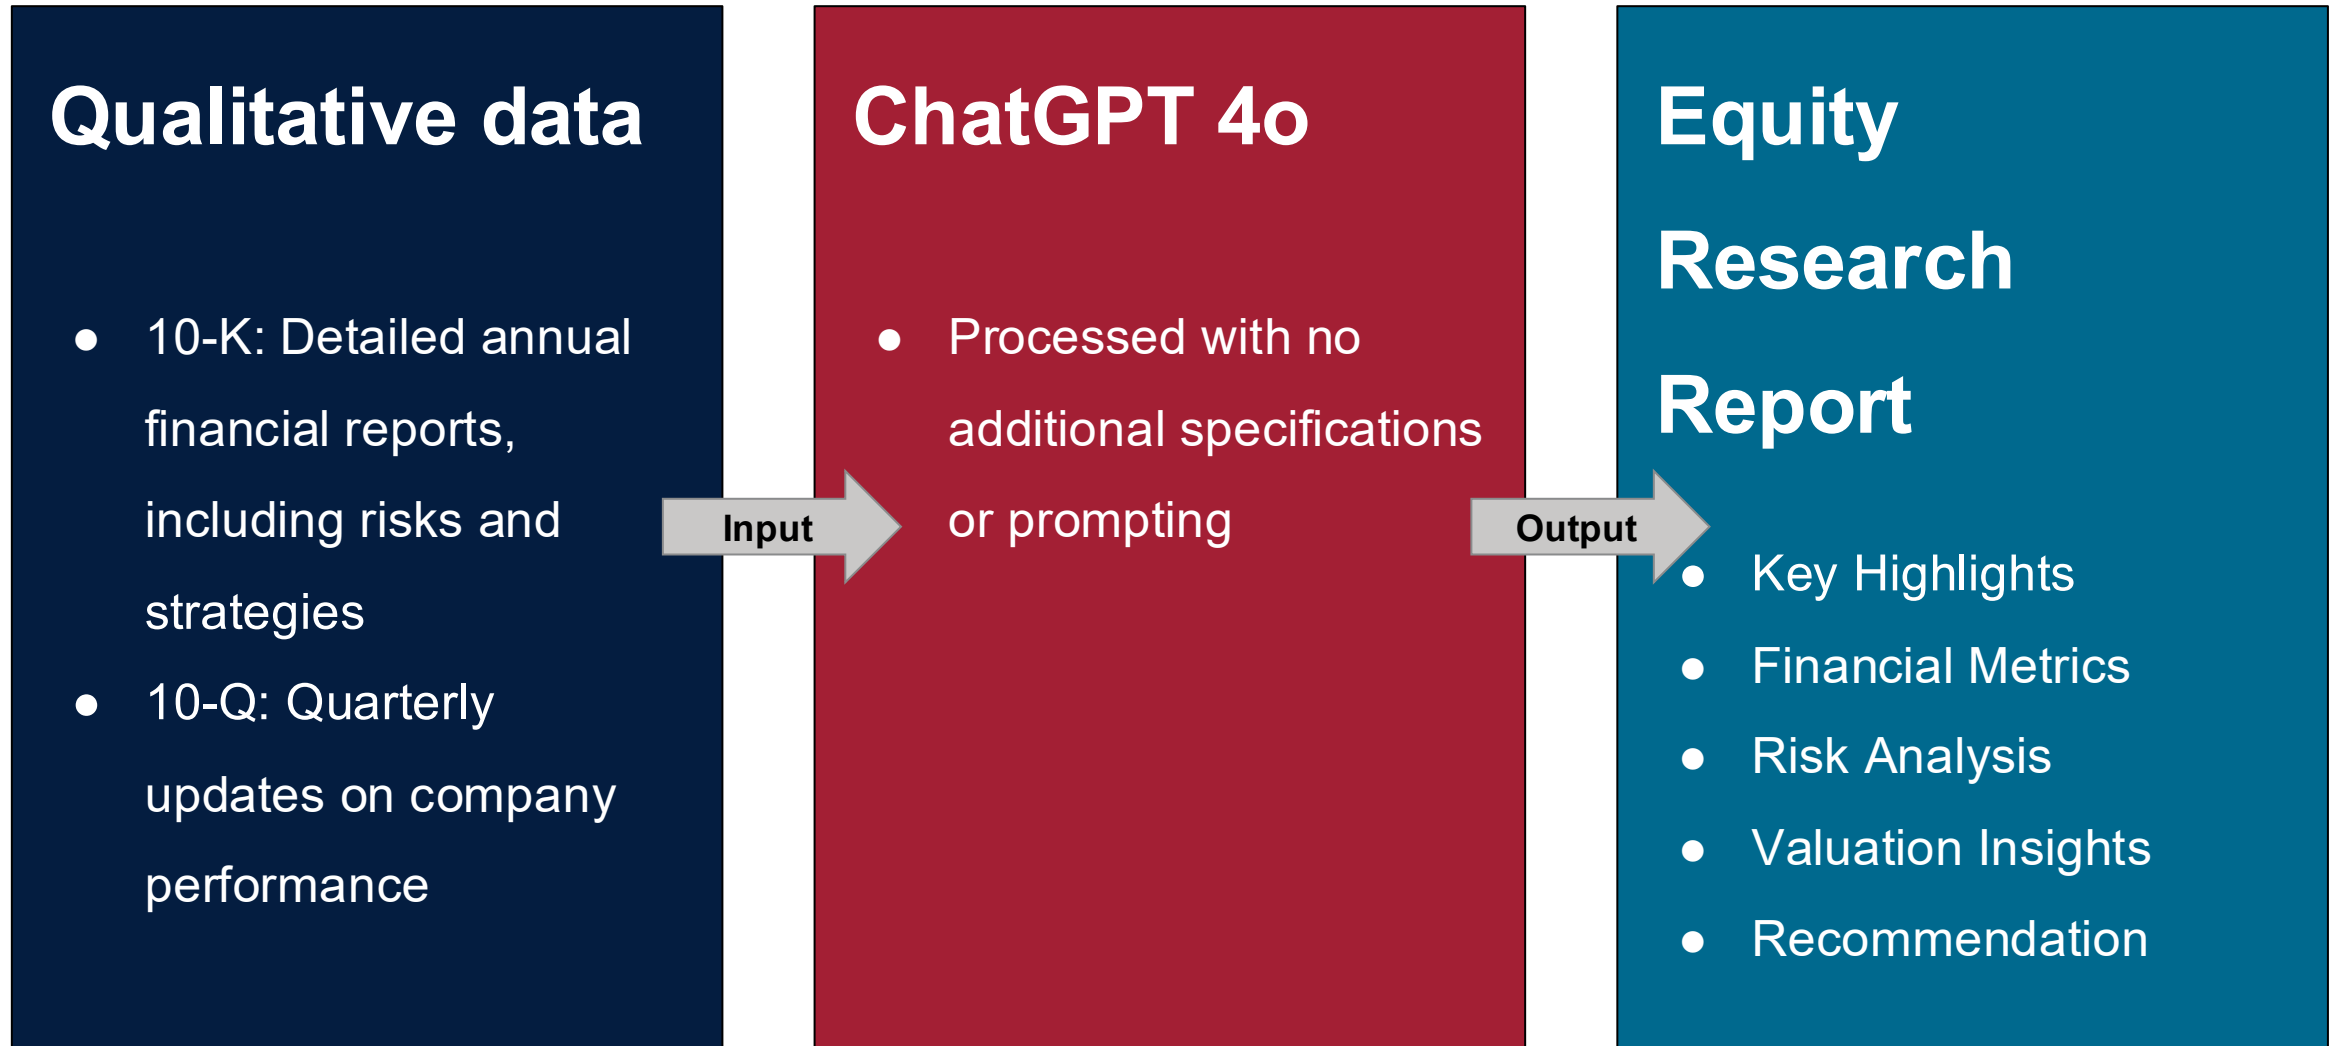 Qualitative data
● 10-K: Detailed annual
financial reports,
including risks and
strategies
● 10-Q: Quarterly
updates on company
performance
Input
ChatGPT 4o
● Processed with no
additional specifications
or prompting
Output
Equity
Research
Report
● Key Highlights
● Financial Metrics
● Risk Analysis
● Valuation Insights
● Recommendation